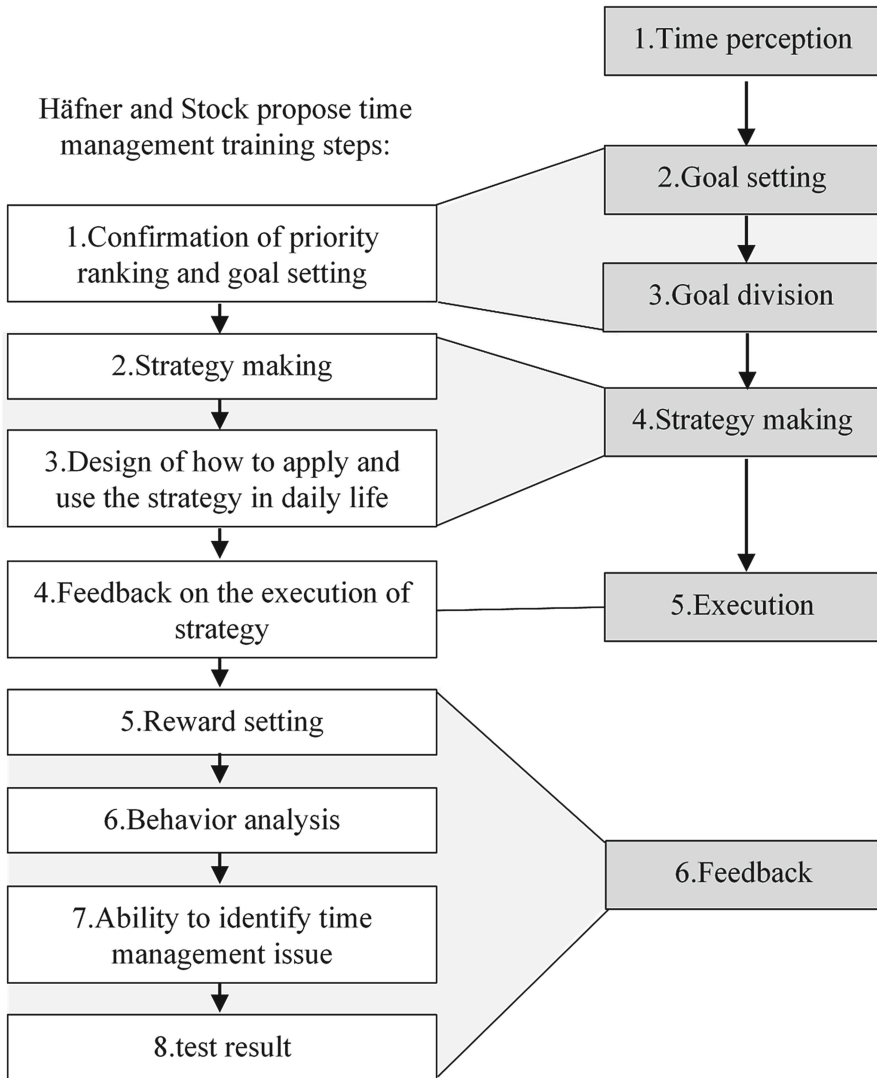 Häfner and Stock propose time
management training steps:
1.Confirmation of priority
ranking and goal setting
2.Strategy making
3.Design of how to apply and
use the strategy in daily life
4.Feedback on the execution of
strategy
5.Reward setting
6.Behavior analysis
7.Ability to identify time
management issue
8.test result
1.Time perception
2.Goal setting
3.Goal division
4.Strategy making
5.Execution
6.Feedback